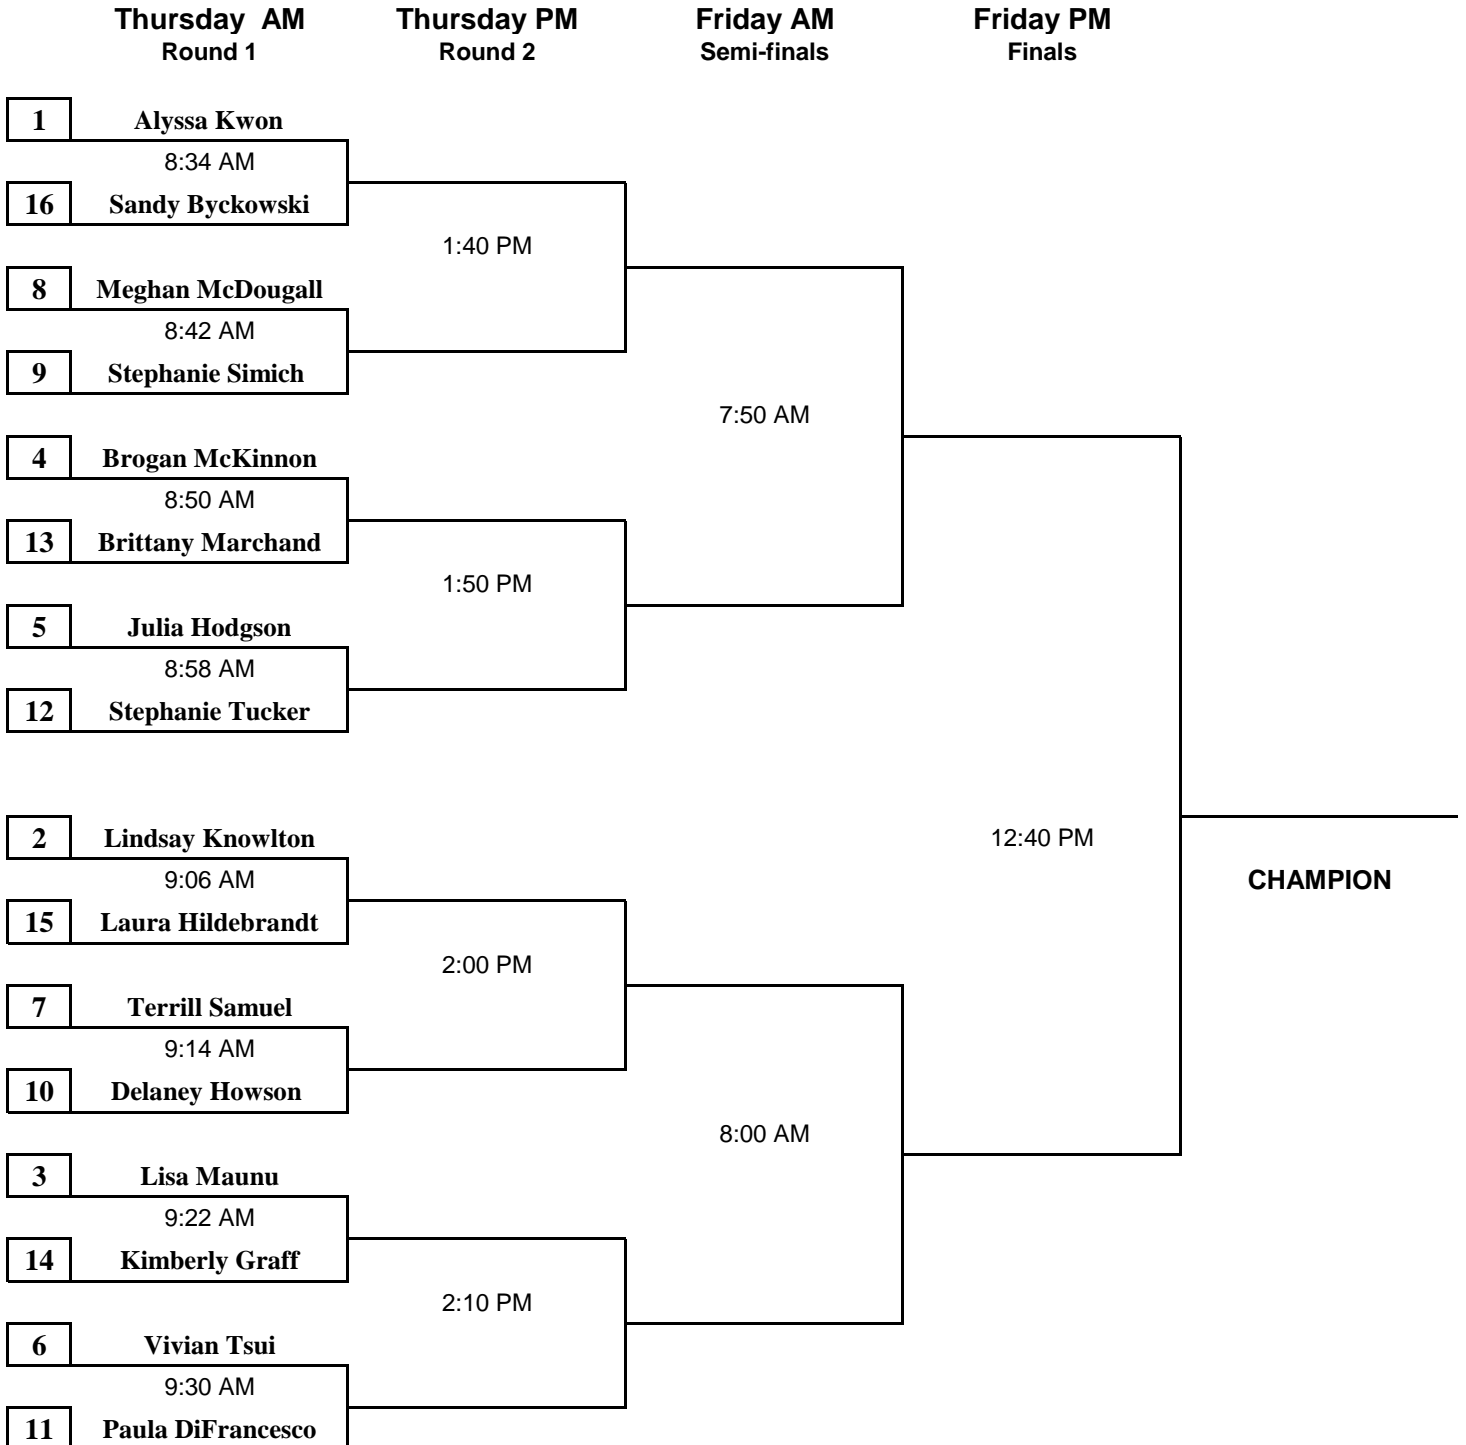 Thursday AM Thursday PM Friday AM Friday PM
Round 1 Round 2 Semi-finals Finals
1 Alyssa Kwon
8:34 AM
16 Sandy Byckowski
1:40 PM
8 Meghan McDougall
8:42 AM
9 Stephanie Simich
7:50 AM
4 Brogan McKinnon
8:50 AM
13 Brittany Marchand
1:50 PM
5 Julia Hodgson
8:58 AM
12 Stephanie Tucker
2 Lindsay Knowlton 12:40 PM
9:06 AM CHAMPION
15 Laura Hildebrandt
2:00 PM
7 Terrill Samuel
9:14 AM
10 Delaney Howson
8:00 AM
3 Lisa Maunu
9:22 AM
14 Kimberly Graff
2:10 PM
6 Vivian Tsui
9:30 AM
11 Paula DiFrancesco